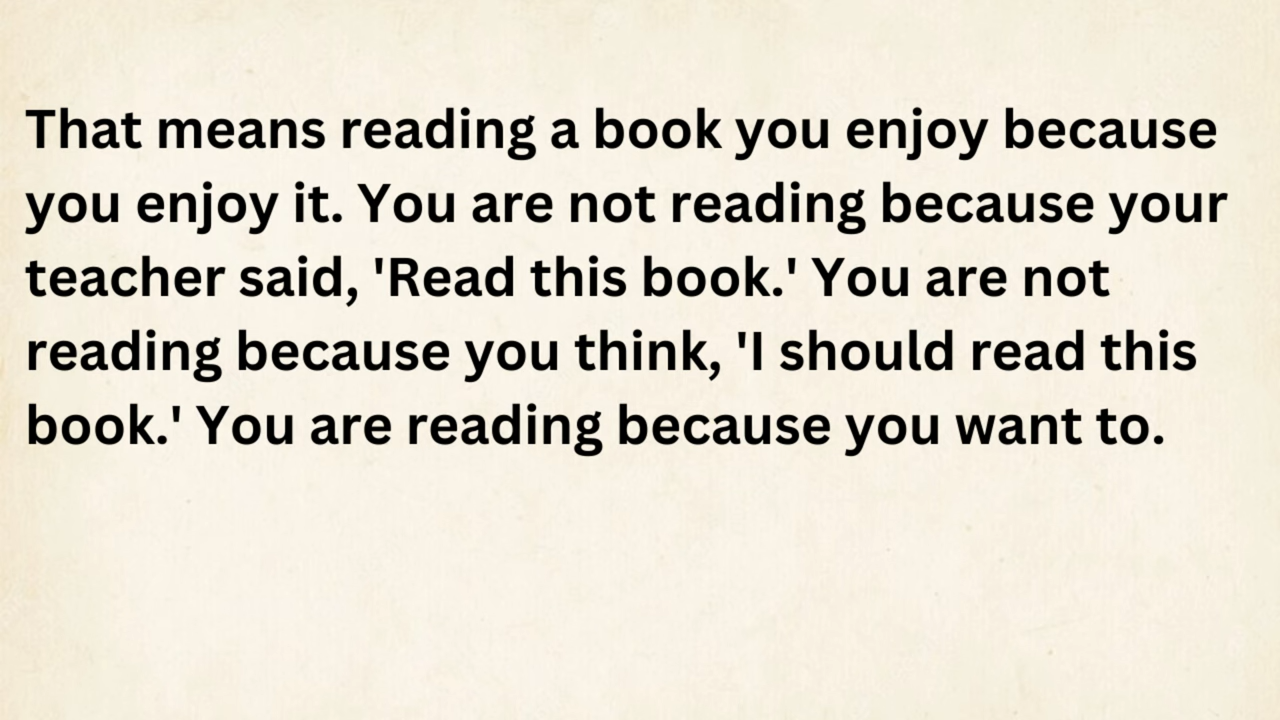 That means reading a book you enjoy because
you enjoy it. You are not reading because your
teacher said, 'Read this book.' You are not
reading because you think, 'I should read this
book.' You are reading because you want to.